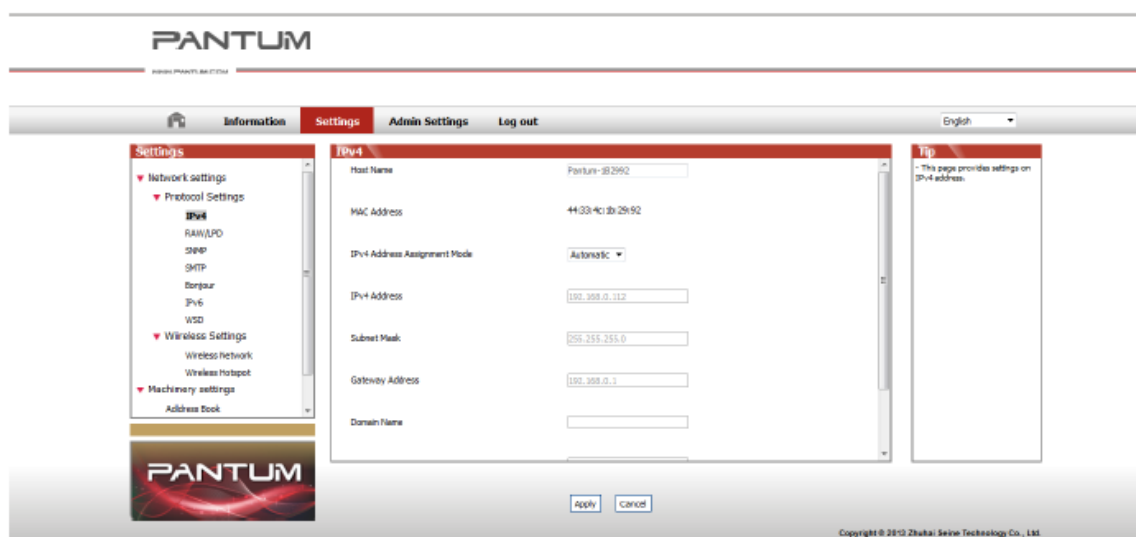 PANTUM
WWW.PANTUM.COM
Information
Settings
Admin Settings
Log out
English
Settings
Network settings
Protocol Settings
IPv4
RAW/LPD
SNMP
SMTP
Bonjour
IPv6
WSD
Wireless Settings
Wireless Network
Wireless Hotspot
Machinery settings
Address Book
PANTUM
IPv4
Host Name
Pantum-1B2992
MAC Address
44:33:4c:1b:29:92
IPv4 Address Assignment Mode
Automatic
IPv4 Address
192.168.0.112
Subnet Mask
255.255.255.0
Gateway Address
192.168.0.1
Domain Name
Apply
Cancel
Tip
- This page provides settings on
IPv4 address.
Copyright © 2013 Zhuhai Seine Technology Co., Ltd.